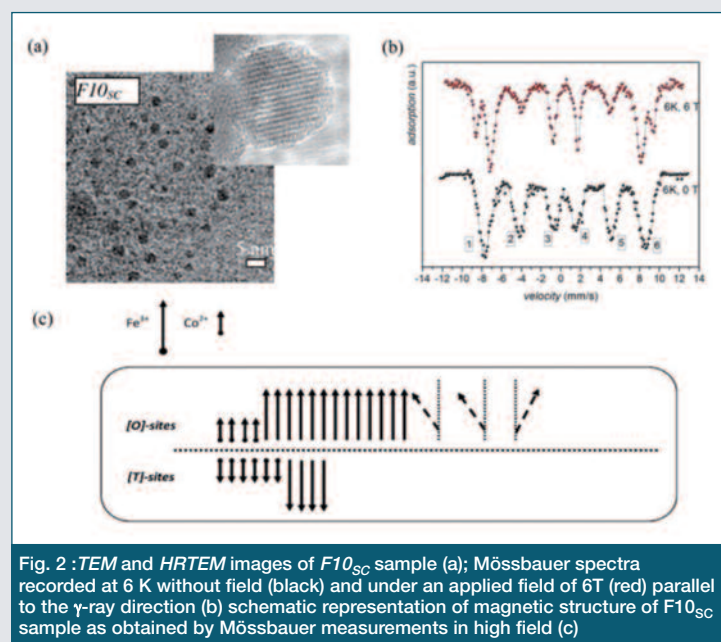 (a)
F10SC
5 nm
(b)
adsorption (a.u.)
6K, 6 T
6K, 0 T
1 2 3 4 5 6
-14 -12 -10 -8 -6 -4 -2 0 2 4 6 8 10 12 14
velocity (mm/s)
(c)
Fe³⁺ Co²⁺
[O]-sites
[T]-sites
Fig. 2 :TEM and HRTEM images of F10SC sample (a); Mössbauer spectra
recorded at 6 K without field (black) and under an applied field of 6T (red) parallel
to the γ-ray direction (b) schematic representation of magnetic structure of F10SC
sample as obtained by Mössbauer measurements in high field (c)